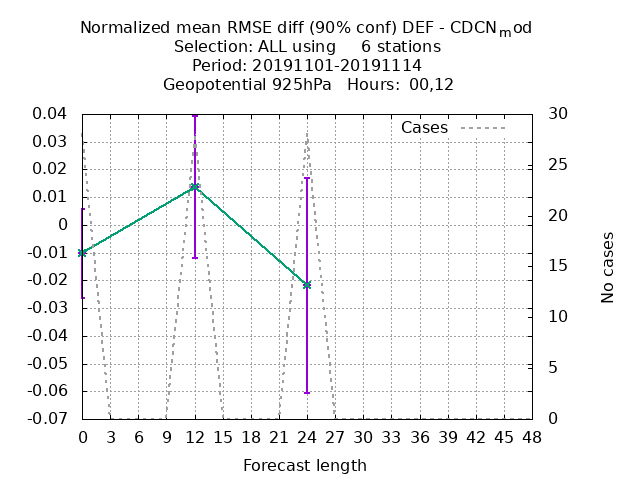 Normalized mean RMSE diff (90% conf) DEF - CDCNmod
Selection: ALL using     6 stations
Period: 20191101-20191114
Geopotential 925hPa   Hours:  00,12
Cases
0.04
0.03
0.02
0.01
0
-0.01
-0.02
-0.03
-0.04
-0.05
-0.06
-0.07
30
25
20
15
10
5
0
No cases
0 3 6 9 12 15 18 21 24 27 30 33 36 39 42 45 48
Forecast length